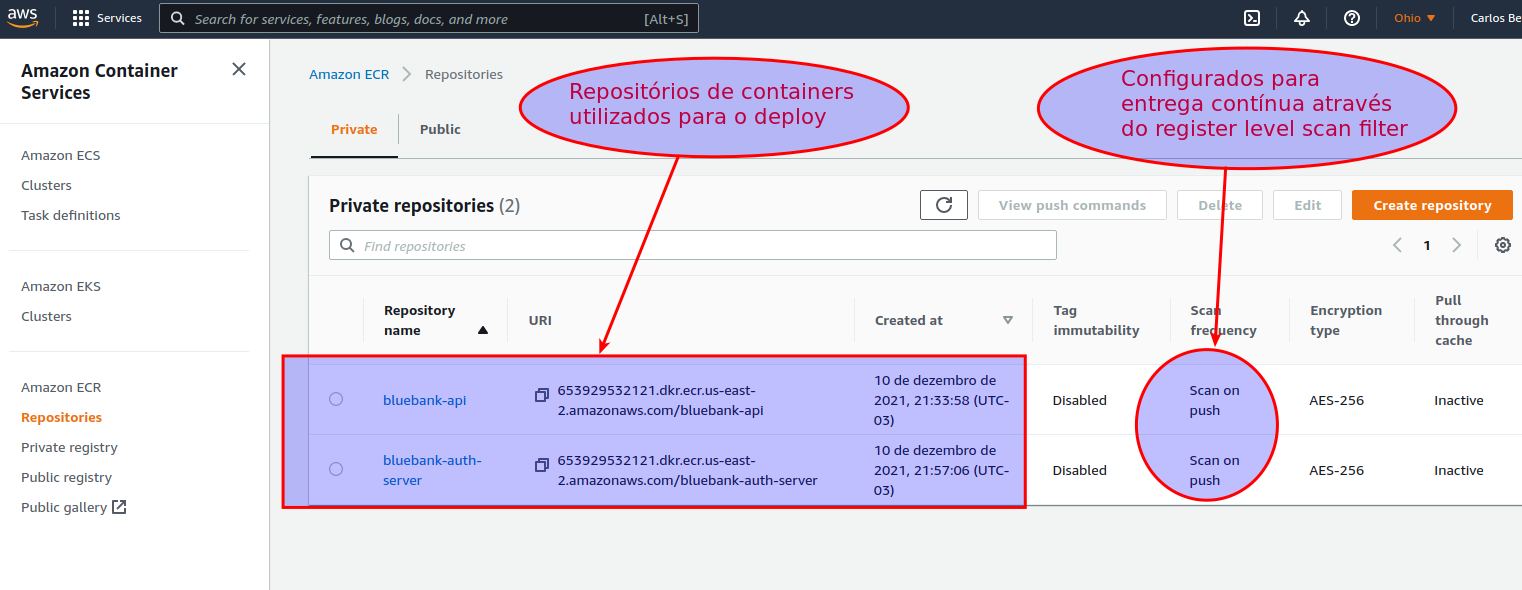 aws
Services
Search for services, features, blogs, docs, and more
[Alt+S]
Ohio
Carlos Be
Amazon Container
Services
Amazon ECS
Clusters
Task definitions
Amazon EKS
Clusters
Amazon ECR
Repositories
Private registry
Public registry
Public gallery
Amazon ECR
Repositories
Repositórios de containers
utilizados para o deploy
Configurados para
entrega contínua através
do register level scan filter
Private
Public
Private repositories (2)
View push commands
Delete
Edit
Create repository
Find repositories
1
Repository
name
URI
Created at
Tag
immutability
Scan
frequency
Encryption
type
Pull
through
cache
bluebank-api
653929532121.dkr.ecr.us-east-
2.amazonaws.com/bluebank-api
10 de dezembro de
2021, 21:33:58 (UTC-
03)
Disabled
Scan on
push
AES-256
Inactive
bluebank-auth-
server
653929532121.dkr.ecr.us-east-
2.amazonaws.com/bluebank-auth-server
10 de dezembro de
2021, 21:57:06 (UTC-
03)
Disabled
Scan on
push
AES-256
Inactive